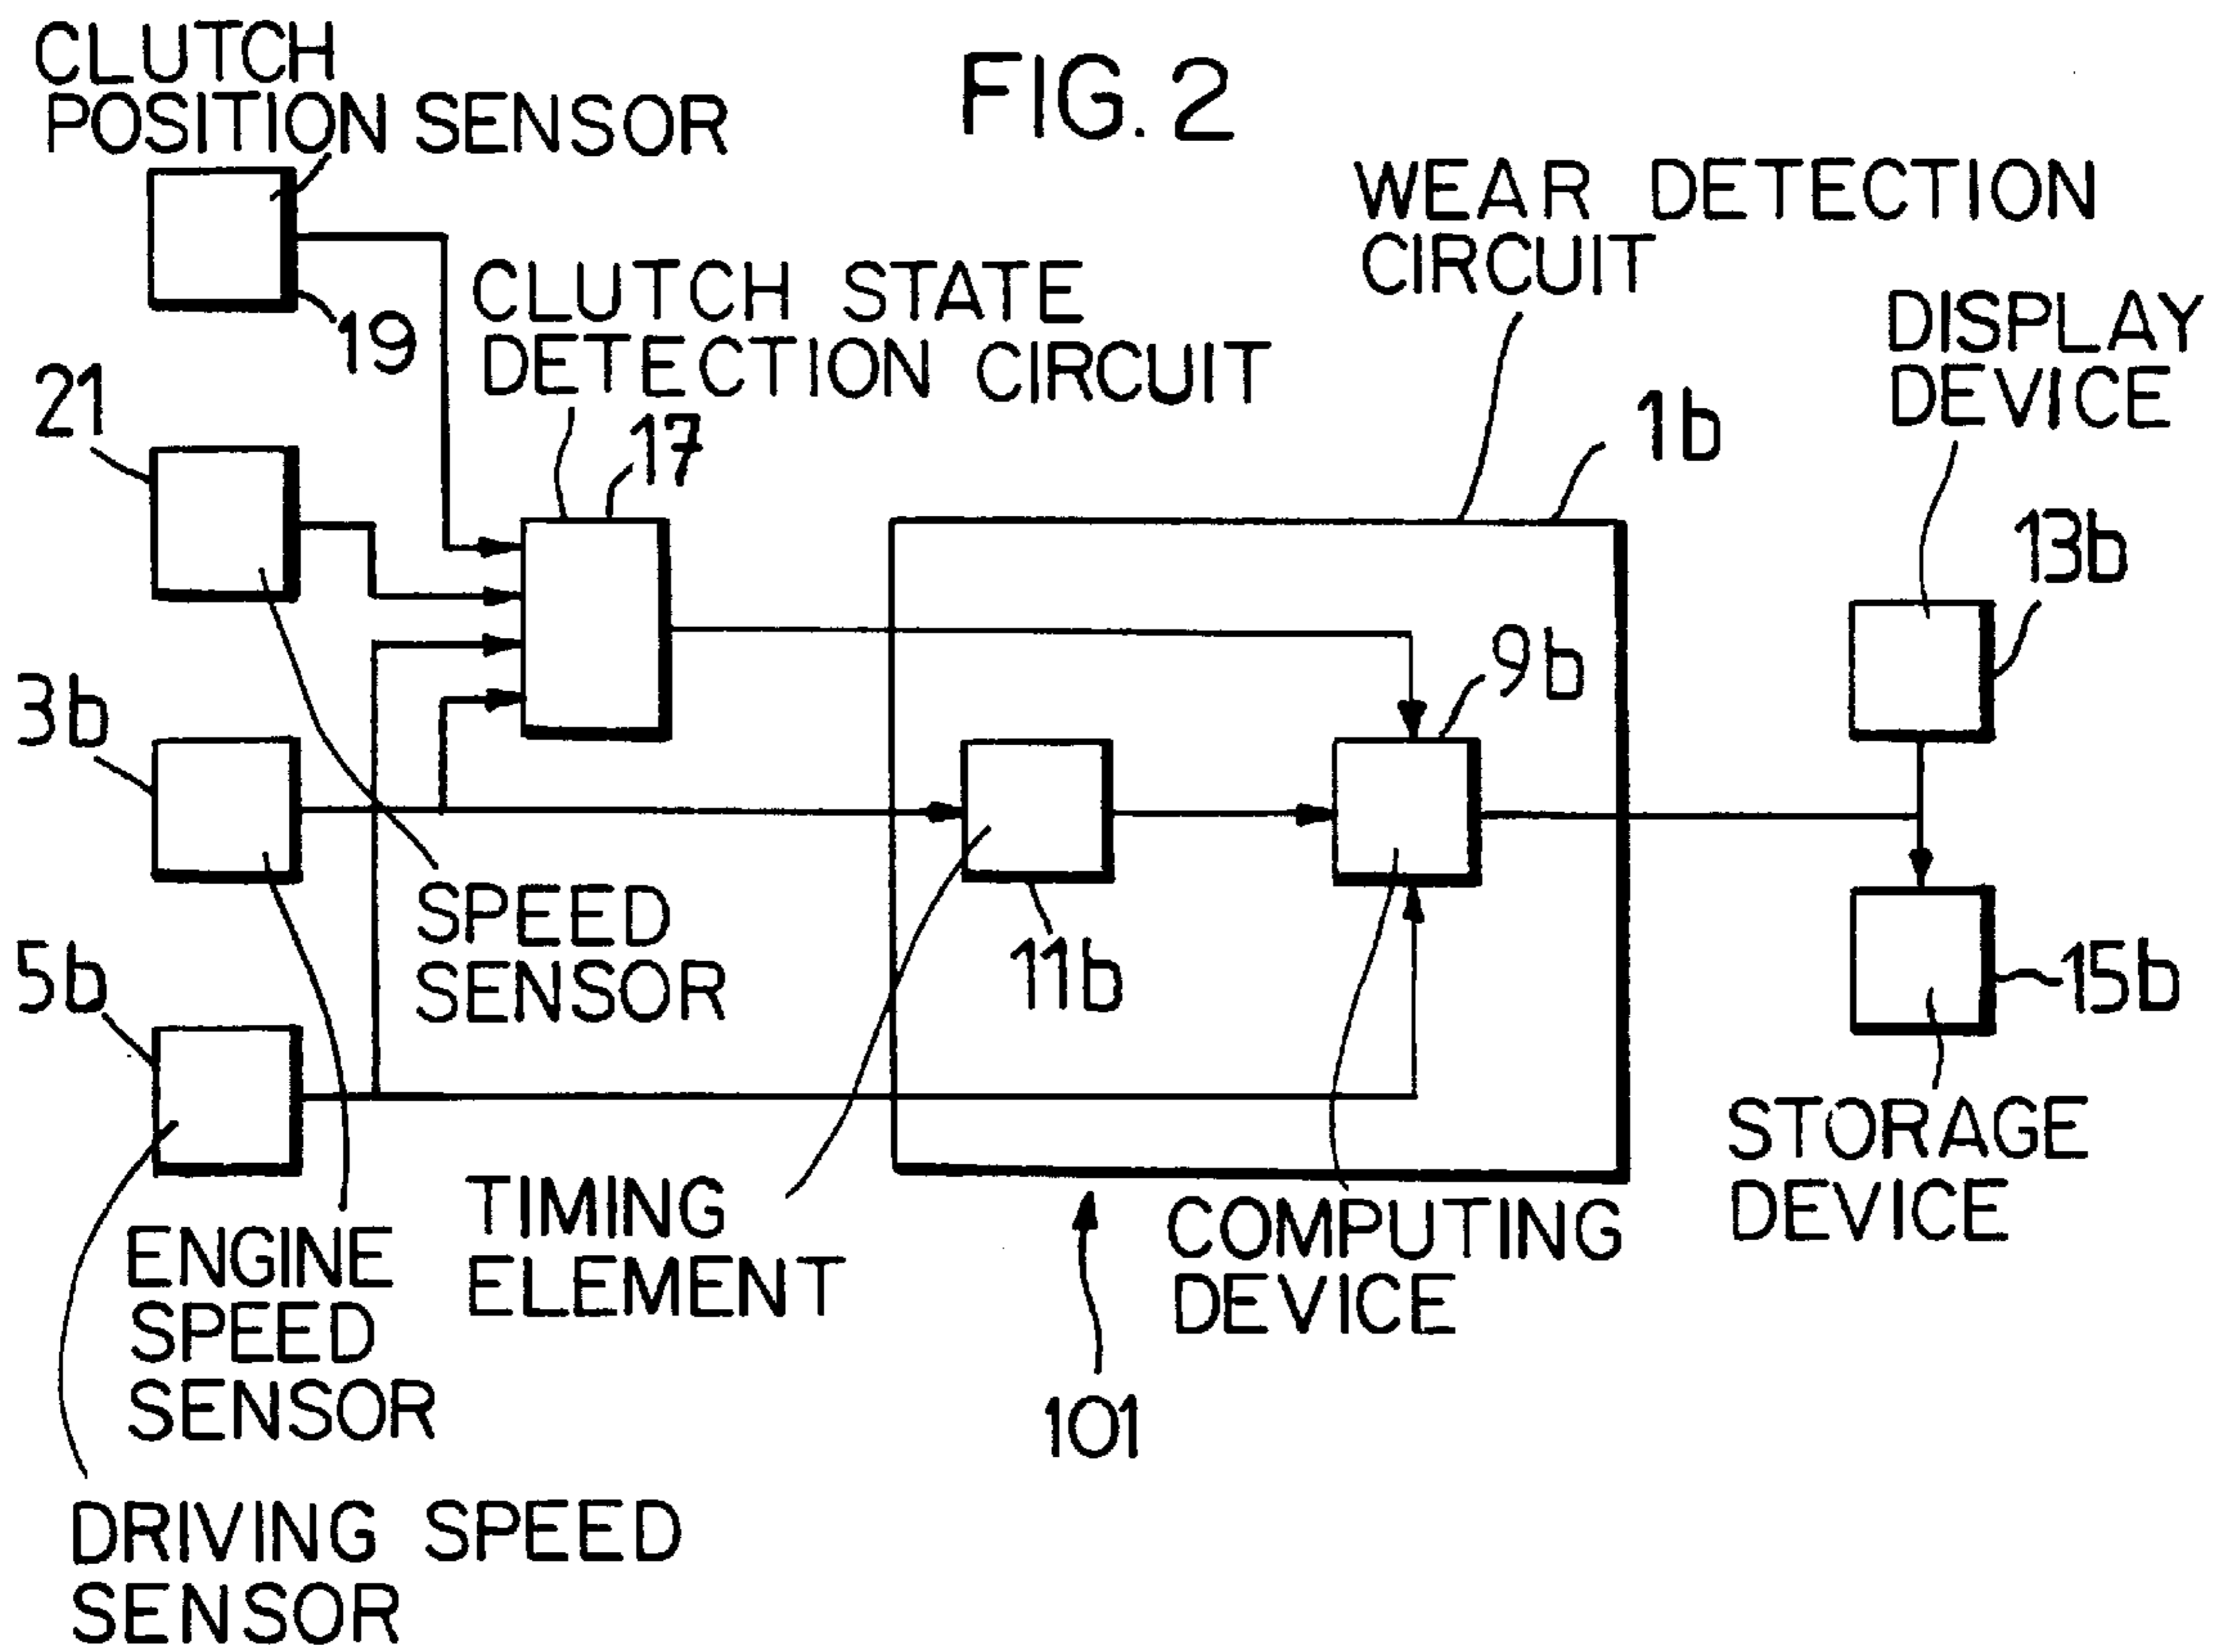 CLUTCH
POSITION SENSOR
FIG. 2
WEAR DETECTION
CIRCUIT
19
CLUTCH STATE
DETECTION CIRCUIT
DISPLAY
DEVICE
21
17
1b
13b
3b
9b
SPEED
SENSOR
11b
5b
15b
STORAGE
DEVICE
TIMING
ELEMENT
COMPUTING
DEVICE
ENGINE
SPEED
SENSOR
101
DRIVING SPEED
SENSOR